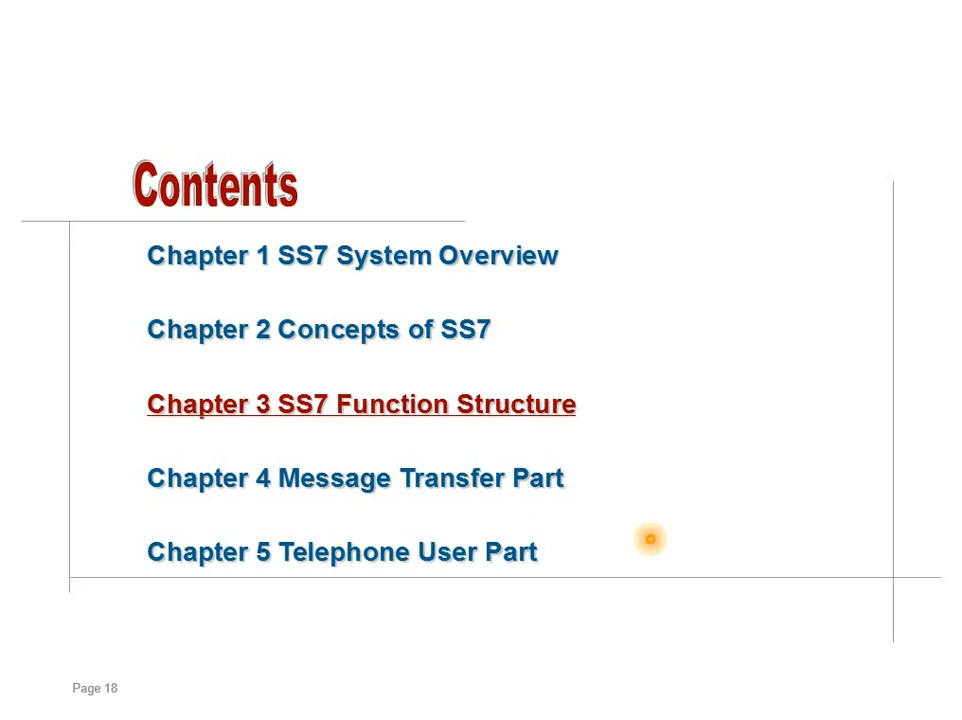 Contents
Chapter 1 SS7 System Overview
Chapter 2 Concepts of SS7
Chapter 3 SS7 Function Structure
Chapter 4 Message Transfer Part
Chapter 5 Telephone User Part
Page 18